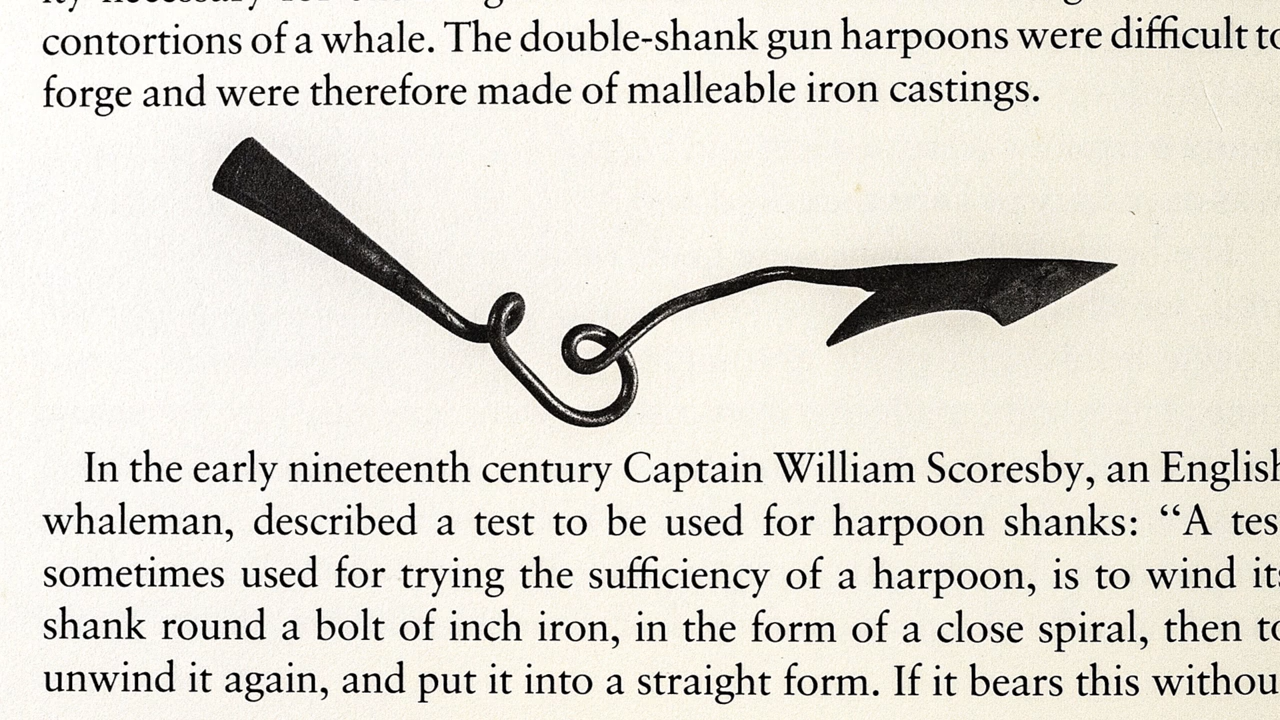 contortions of a whale. The double-shank gun harpoons were difficult to
forge and were therefore made of malleable iron castings.
In the early nineteenth century Captain William Scoresby, an English
whaleman, described a test to be used for harpoon shanks: “A tes
sometimes used for trying the sufficiency of a harpoon, is to wind its
shank round a bolt of inch iron, in the form of a close spiral, then to
unwind it again, and put it into a straight form. If it bears this withou